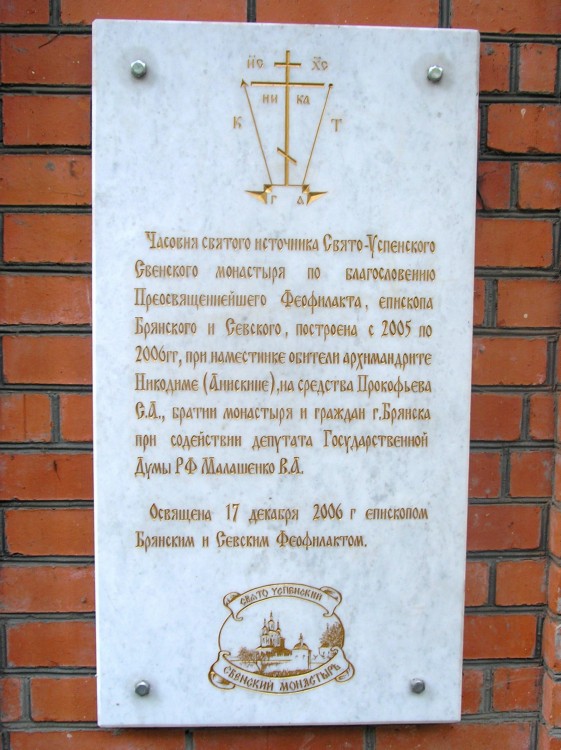 ІС ХС
НИ КА
К Т
Г А
Часовня святого источника Свято-Успенского
Свенского монастыря по благословению
Преосвященнейшего Феофилакта, епископа
Брянского и Севского, построена с 2005 по
2006гг, при наместнике обители архимандрите
Никодиме (Анискине), на средства Прокофьева
С.А., братии монастыря и граждан г.Брянска
при содействии депутата Государственной
Думы РФ Малашенко В.А.
Освящена 17 декабря 2006 г епископом
Брянским и Севским Феофилактом.
СВЯТО УСПЕНСКИЙ
СВЕНСКИЙ МОНАСТЫРЬ